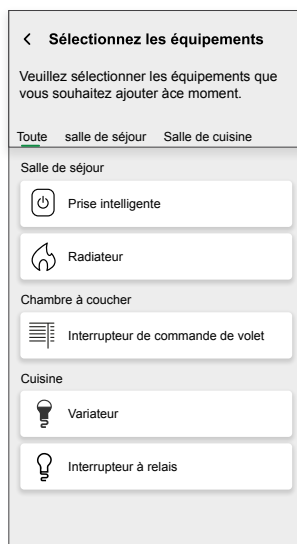 Sélectionnez les équipements
Veuillez sélectionner les équipements que
vous souhaitez ajouter àce moment.
Toute salle de séjour Salle de cuisine
Salle de séjour
Prise intelligente
Radiateur
Chambre à coucher
Interrupteur de commande de volet
Cuisine
Variateur
Interrupteur à relais